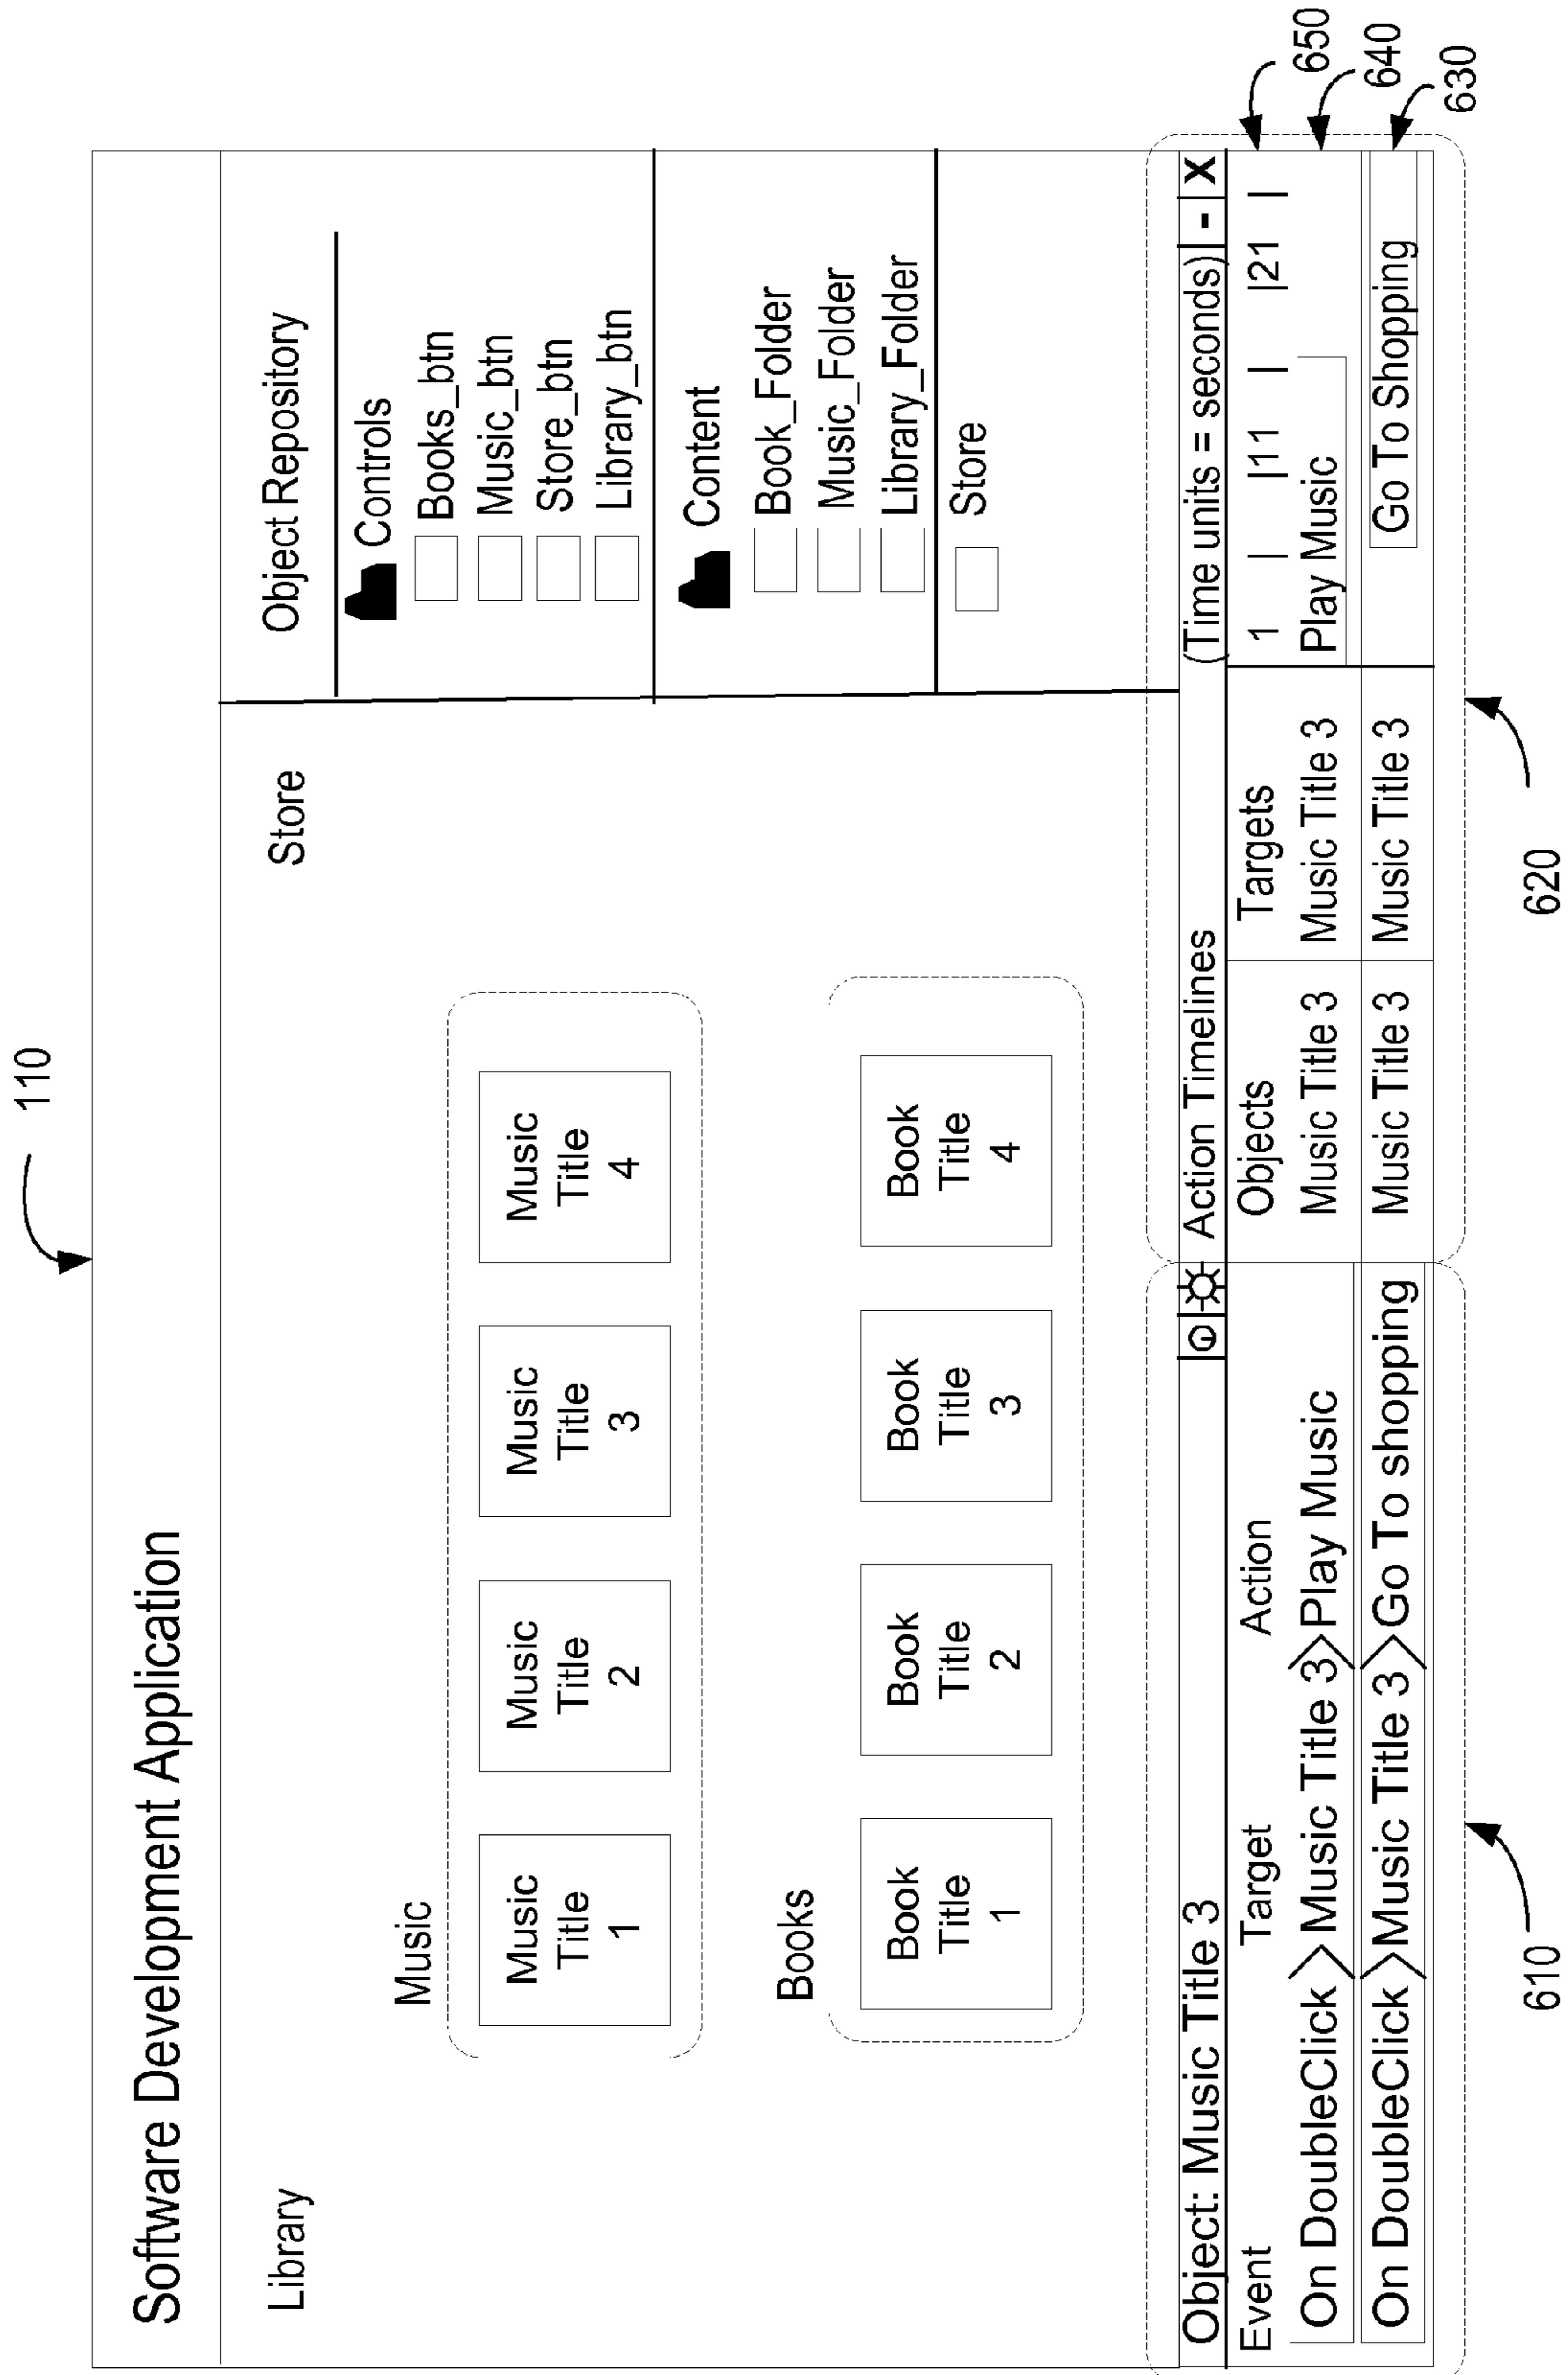 110
Software Development Application
Library
Store
Music
Music Title 1
Music Title 2
Music Title 3
Music Title 4
Books
Book Title 1
Book Title 2
Book Title 3
Book Title 4
Object Repository
Controls
Books_btn
Music_btn
Store_btn
Library_btn
Content
Book_Folder
Music_Folder
Library_Folder
Store
Object: Music Title 3
Action Timelines
(Time units = seconds)
- X
Event Target Action
Objects Targets
1 | |11 | |21 |
650
On DoubleClick > Music Title 3 > Play Music
Music Title 3 Music Title 3 Play Music
640
On DoubleClick > Music Title 3 > Go To shopping
Music Title 3 Music Title 3 Go To Shopping
630
610
620